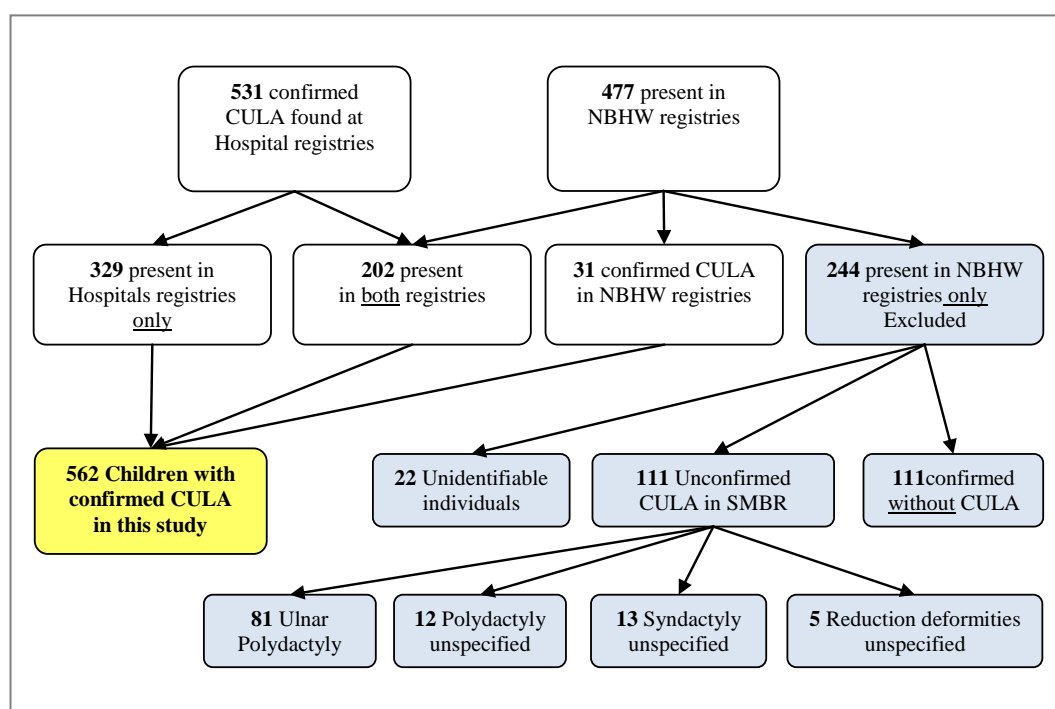 531 confirmed
CULA found at
Hospital registries
477 present in
NBHW registries
329 present in
Hospitals registries
only
202 present
in both registries
31 confirmed CULA
in NBHW registries
244 present in NBHW
registries only
Excluded
562 Children with
confirmed CULA
in this study
22 Unidentifiable
individuals
111 Unconfirmed
CULA in SMBR
111confirmed
without CULA
81 Ulnar
Polydactyly
12 Polydactyly
unspecified
13 Syndactyly
unspecified
5 Reduction deformities
unspecified